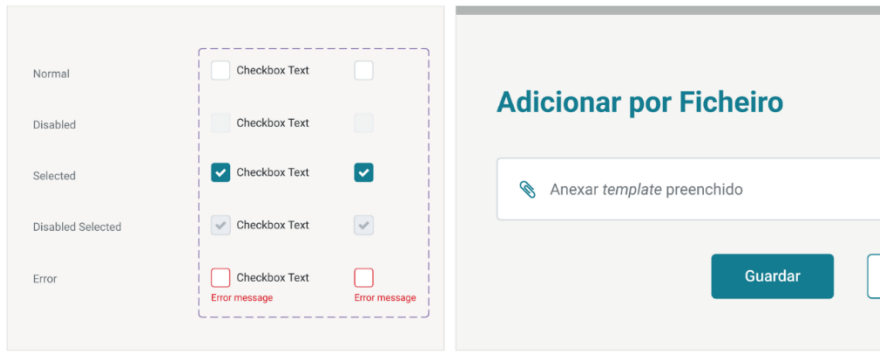 Normal
Checkbox Text
Disabled
Checkbox Text
Selected
Checkbox Text
Disabled Selected
Checkbox Text
Error
Checkbox Text
Error message
Error message
Adicionar por Ficheiro
Anexar template preenchido
Guardar